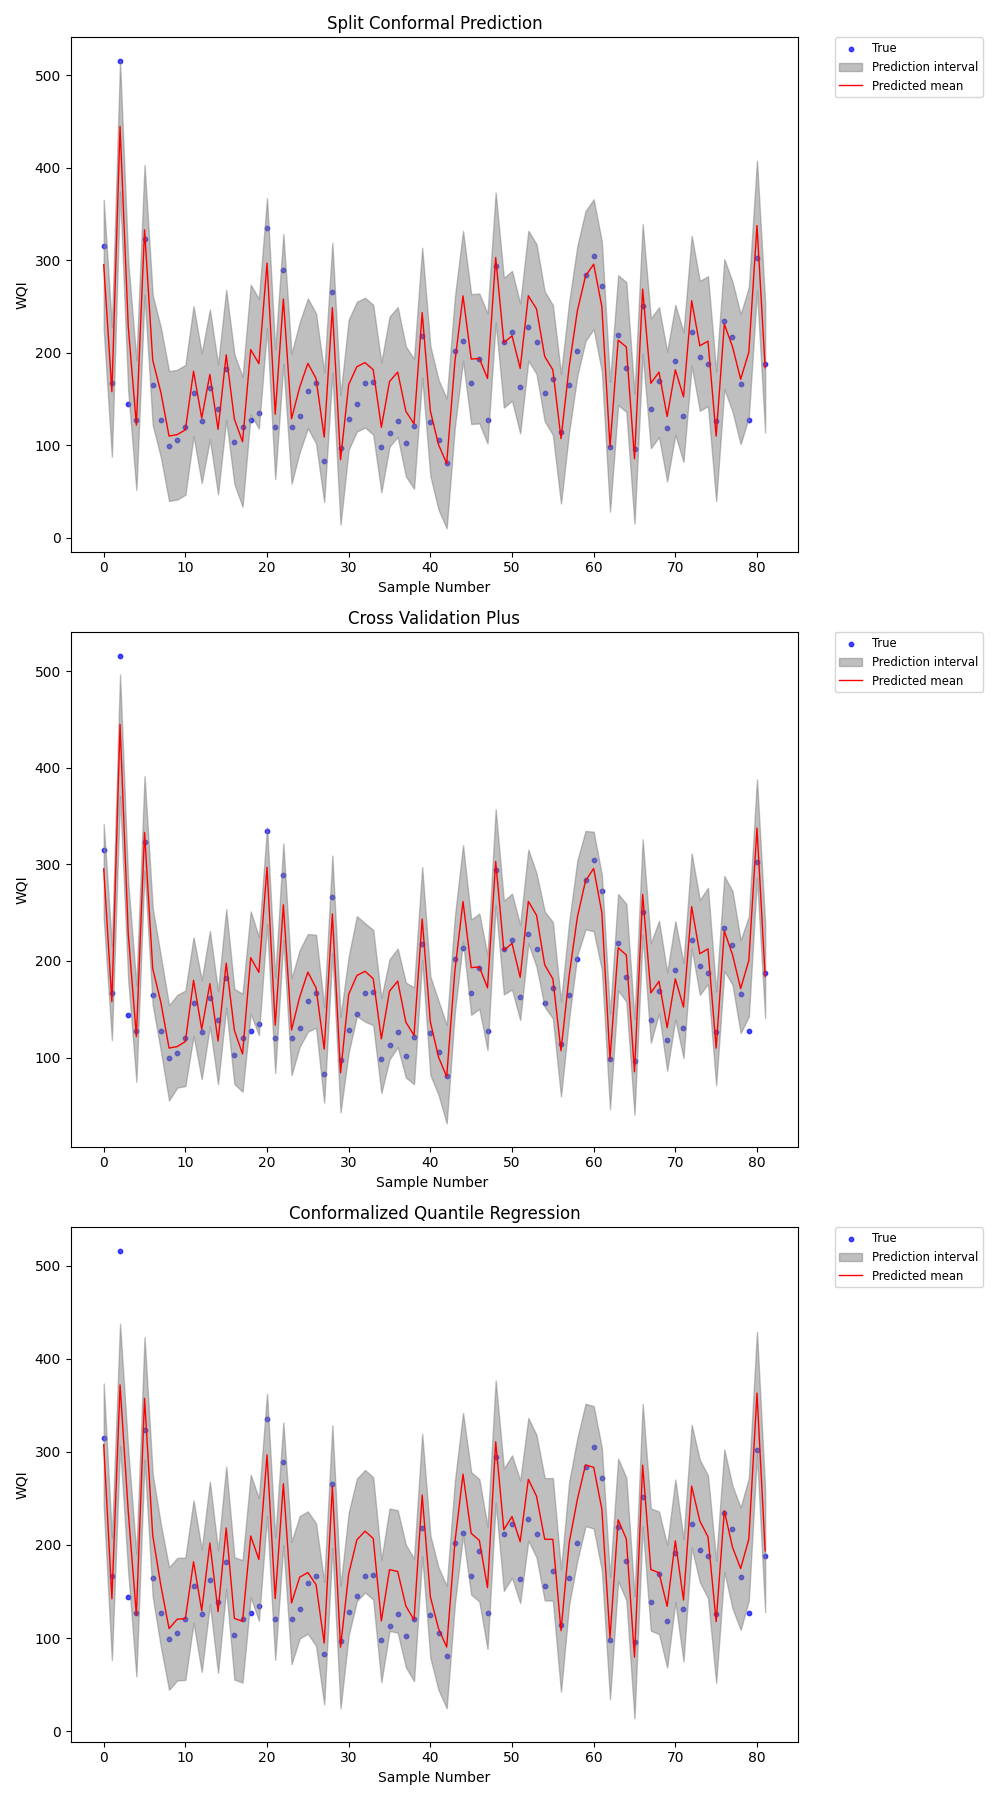 Split Conformal Prediction
500
400
300
200
100
0
WQI
0 10 20 30 40 50 60 70 80
Sample Number
True
Prediction interval
Predicted mean
Cross Validation Plus
500
400
300
200
100
WQI
0 10 20 30 40 50 60 70 80
Sample Number
True
Prediction interval
Predicted mean
Conformalized Quantile Regression
500
400
300
200
100
0
WQI
0 10 20 30 40 50 60 70 80
Sample Number
True
Prediction interval
Predicted mean